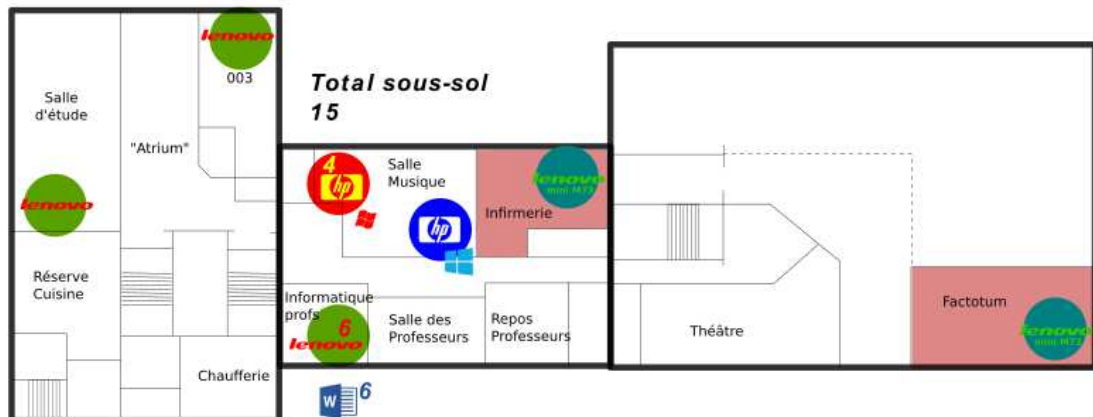 lenovo
003
Total sous-sol
15
Salle
d'étude
"Atrium"
4
hp
Salle
Musique
lenovo
mini M73
Infirmerie
lenovo
hp
Réserve
Cuisine
Informatique
profs
6
lenovo
Salle des
Professeurs
Repos
Professeurs
Théâtre
Factotum
lenovo
mini M73
Chaufferie
W
6